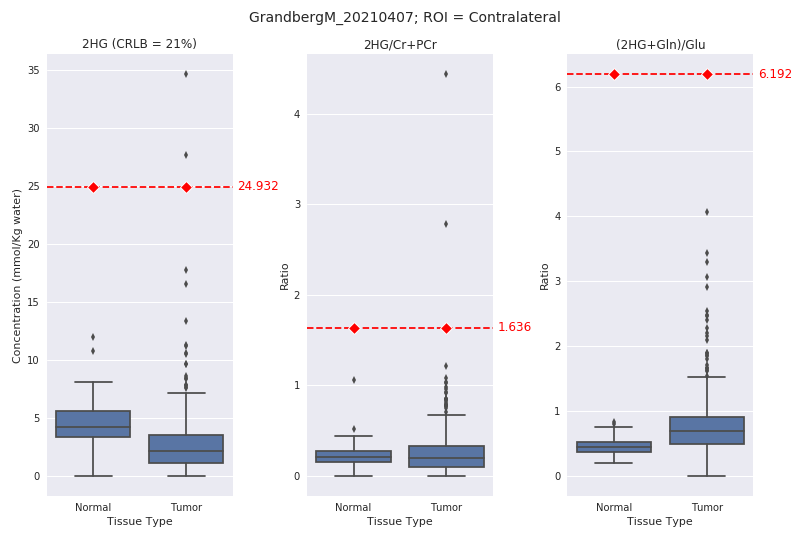 GrandbergM_20210407; ROI = Contralateral
2HG (CRLB = 21%)
Concentration (mmol/Kg water)
35
30
25
20
15
10
5
0
24.932
Normal
Tumor
Tissue Type
2HG/Cr+PCr
Ratio
4
3
2
1
0
1.636
Normal
Tumor
Tissue Type
(2HG+Gln)/Glu
Ratio
6
5
4
3
2
1
0
6.192
Normal
Tumor
Tissue Type